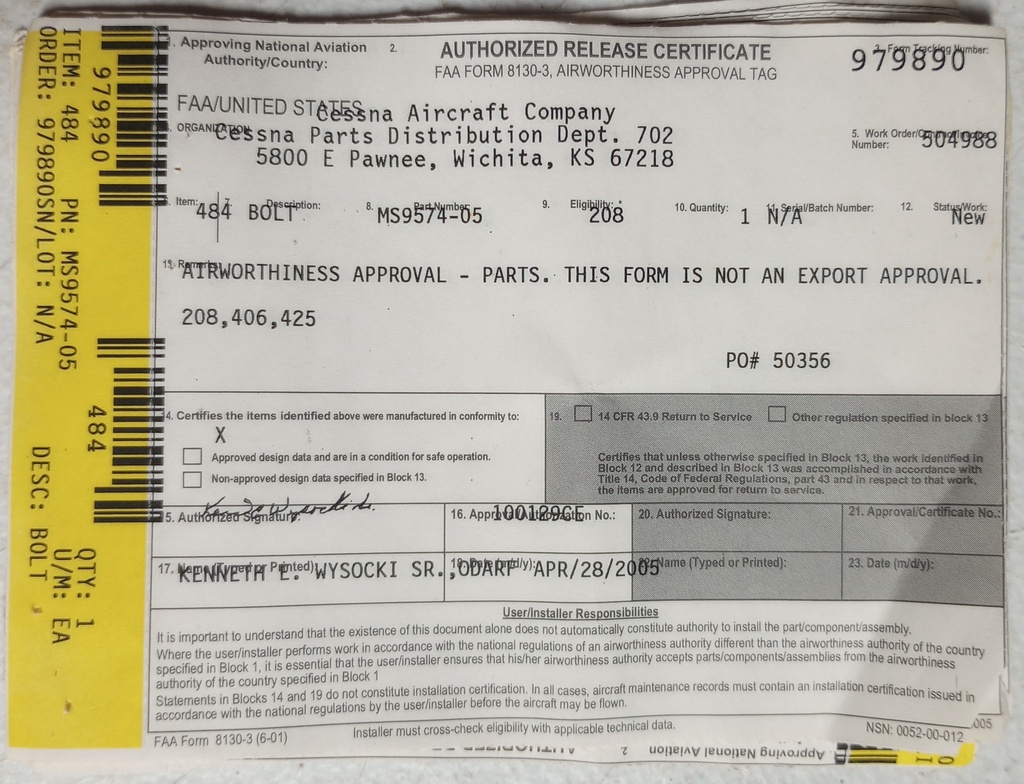 1. Approving National Aviation
Authority/Country:
2.
AUTHORIZED RELEASE CERTIFICATE
FAA FORM 8130-3, AIRWORTHINESS APPROVAL TAG
3. Form Tracking Number:
979890
FAA/UNITED STATES
Cessna Aircraft Company
ORGANIZATION
Cessna Parts Distribution Dept. 702
5800 E Pawnee, Wichita, KS 67218
5. Work Order/
Number:
504988
Item:
484
7.
Description:
BOLT
8.
Part Number:
MS9574-05
9.
Eligibility: *
208
10. Quantity:
1
11. Serial/Batch Number:
N/A
12.
Status/Work:
New
13. Remarks
AIRWORTHINESS APPROVAL - PARTS. THIS FORM IS NOT AN EXPORT APPROVAL.
208,406,425
PO# 50356
14. Certifies the items identified above were manufactured in conformity to:
X
Approved design data and are in a condition for safe operation.
Non-approved design data specified in Block 13.
19.
14 CFR 43.9 Return to Service
Other regulation specified in block 13
Certifies that unless otherwise specified in Block 13, the work identified in
Block 12 and described in Block 13 was accomplished in accordance with
Title 14, Code of Federal Regulations, part 43 and in respect to that work,
the items are approved for return to service.
15. Authorized Signature:
16. Approval/Authorization No.:
100129CE
20. Authorized Signature:
21. Approval/Certificate No.:
17. Name (Typed or Printed):
KENNETH E. WYSOCKI SR.,ODARF
18. Date (m/d/y):
APR/28/2005
22. Name (Typed or Printed):
23. Date (m/d/y):
User/Installer Responsibilities
It is important to understand that the existence of this document alone does not automatically constitute authority to install the part/component/assembly.
Where the user/installer performs work in accordance with the national regulations of an airworthiness authority different than the airworthiness authority of the country
specified in Block 1, it is essential that the user/installer ensures that his/her airworthiness authority accepts parts/components/assemblies from the airworthiness
authority of the country specified in Block 1
Statements in Blocks 14 and 19 do not constitute installation certification. In all cases, aircraft maintenance records must contain an installation certification issued in
accordance with the national regulations by the user/installer before the aircraft may be flown.
FAA Form 8130-3 (6-01)
Installer must cross-check eligibility with applicable technical data.
NSN: 0052-00-012
.005
Approving National Aviation
2
ITEM: 484 PN: MS9574-05
ORDER: 979890SN/LOT: N/A
979890
484
DESC: BOLT
QTY: 1
U/M: EA